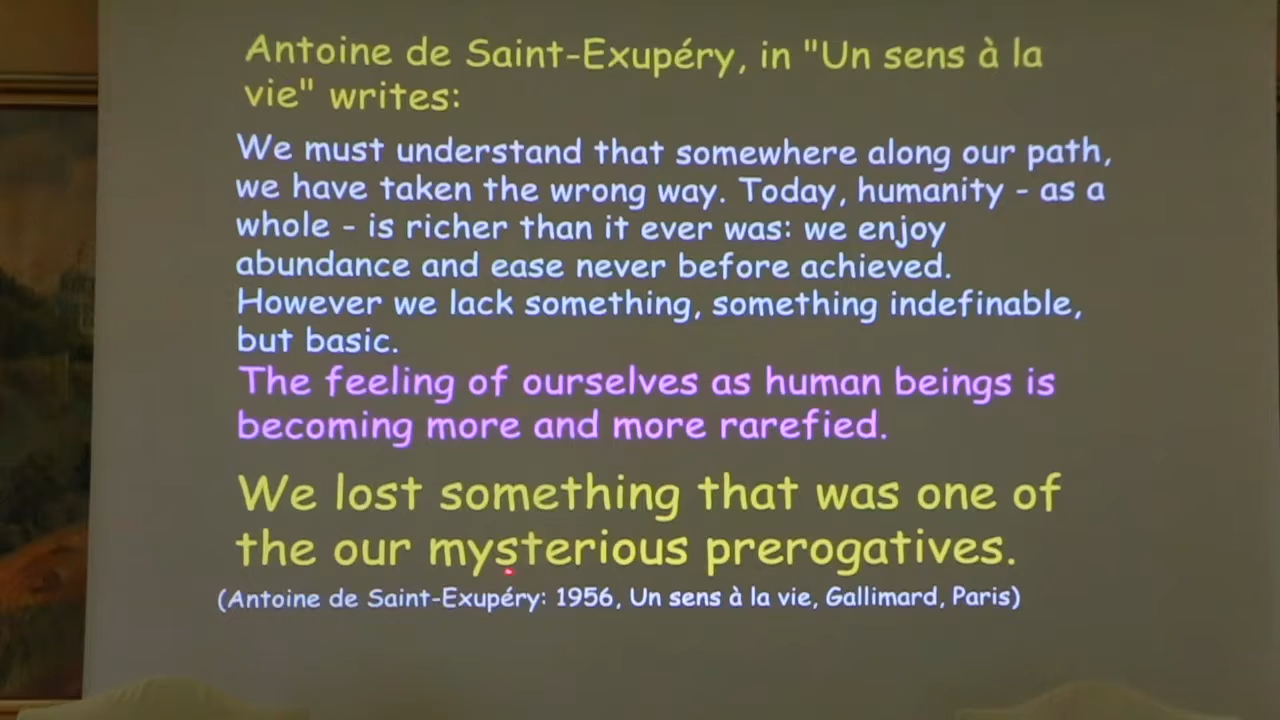 Antoine de Saint-Exupéry, in "Un sens à la
vie" writes:
We must understand that somewhere along our path,
we have taken the wrong way. Today, humanity - as a
whole - is richer than it ever was: we enjoy
abundance and ease never before achieved.
However we lack something, something indefinable,
but basic.
The feeling of ourselves as human beings is
becoming more and more rarefied.
We lost something that was one of
the our mysterious prerogatives.
(Antoine de Saint-Exupéry: 1956, Un sens à la vie, Gallimard, Paris)